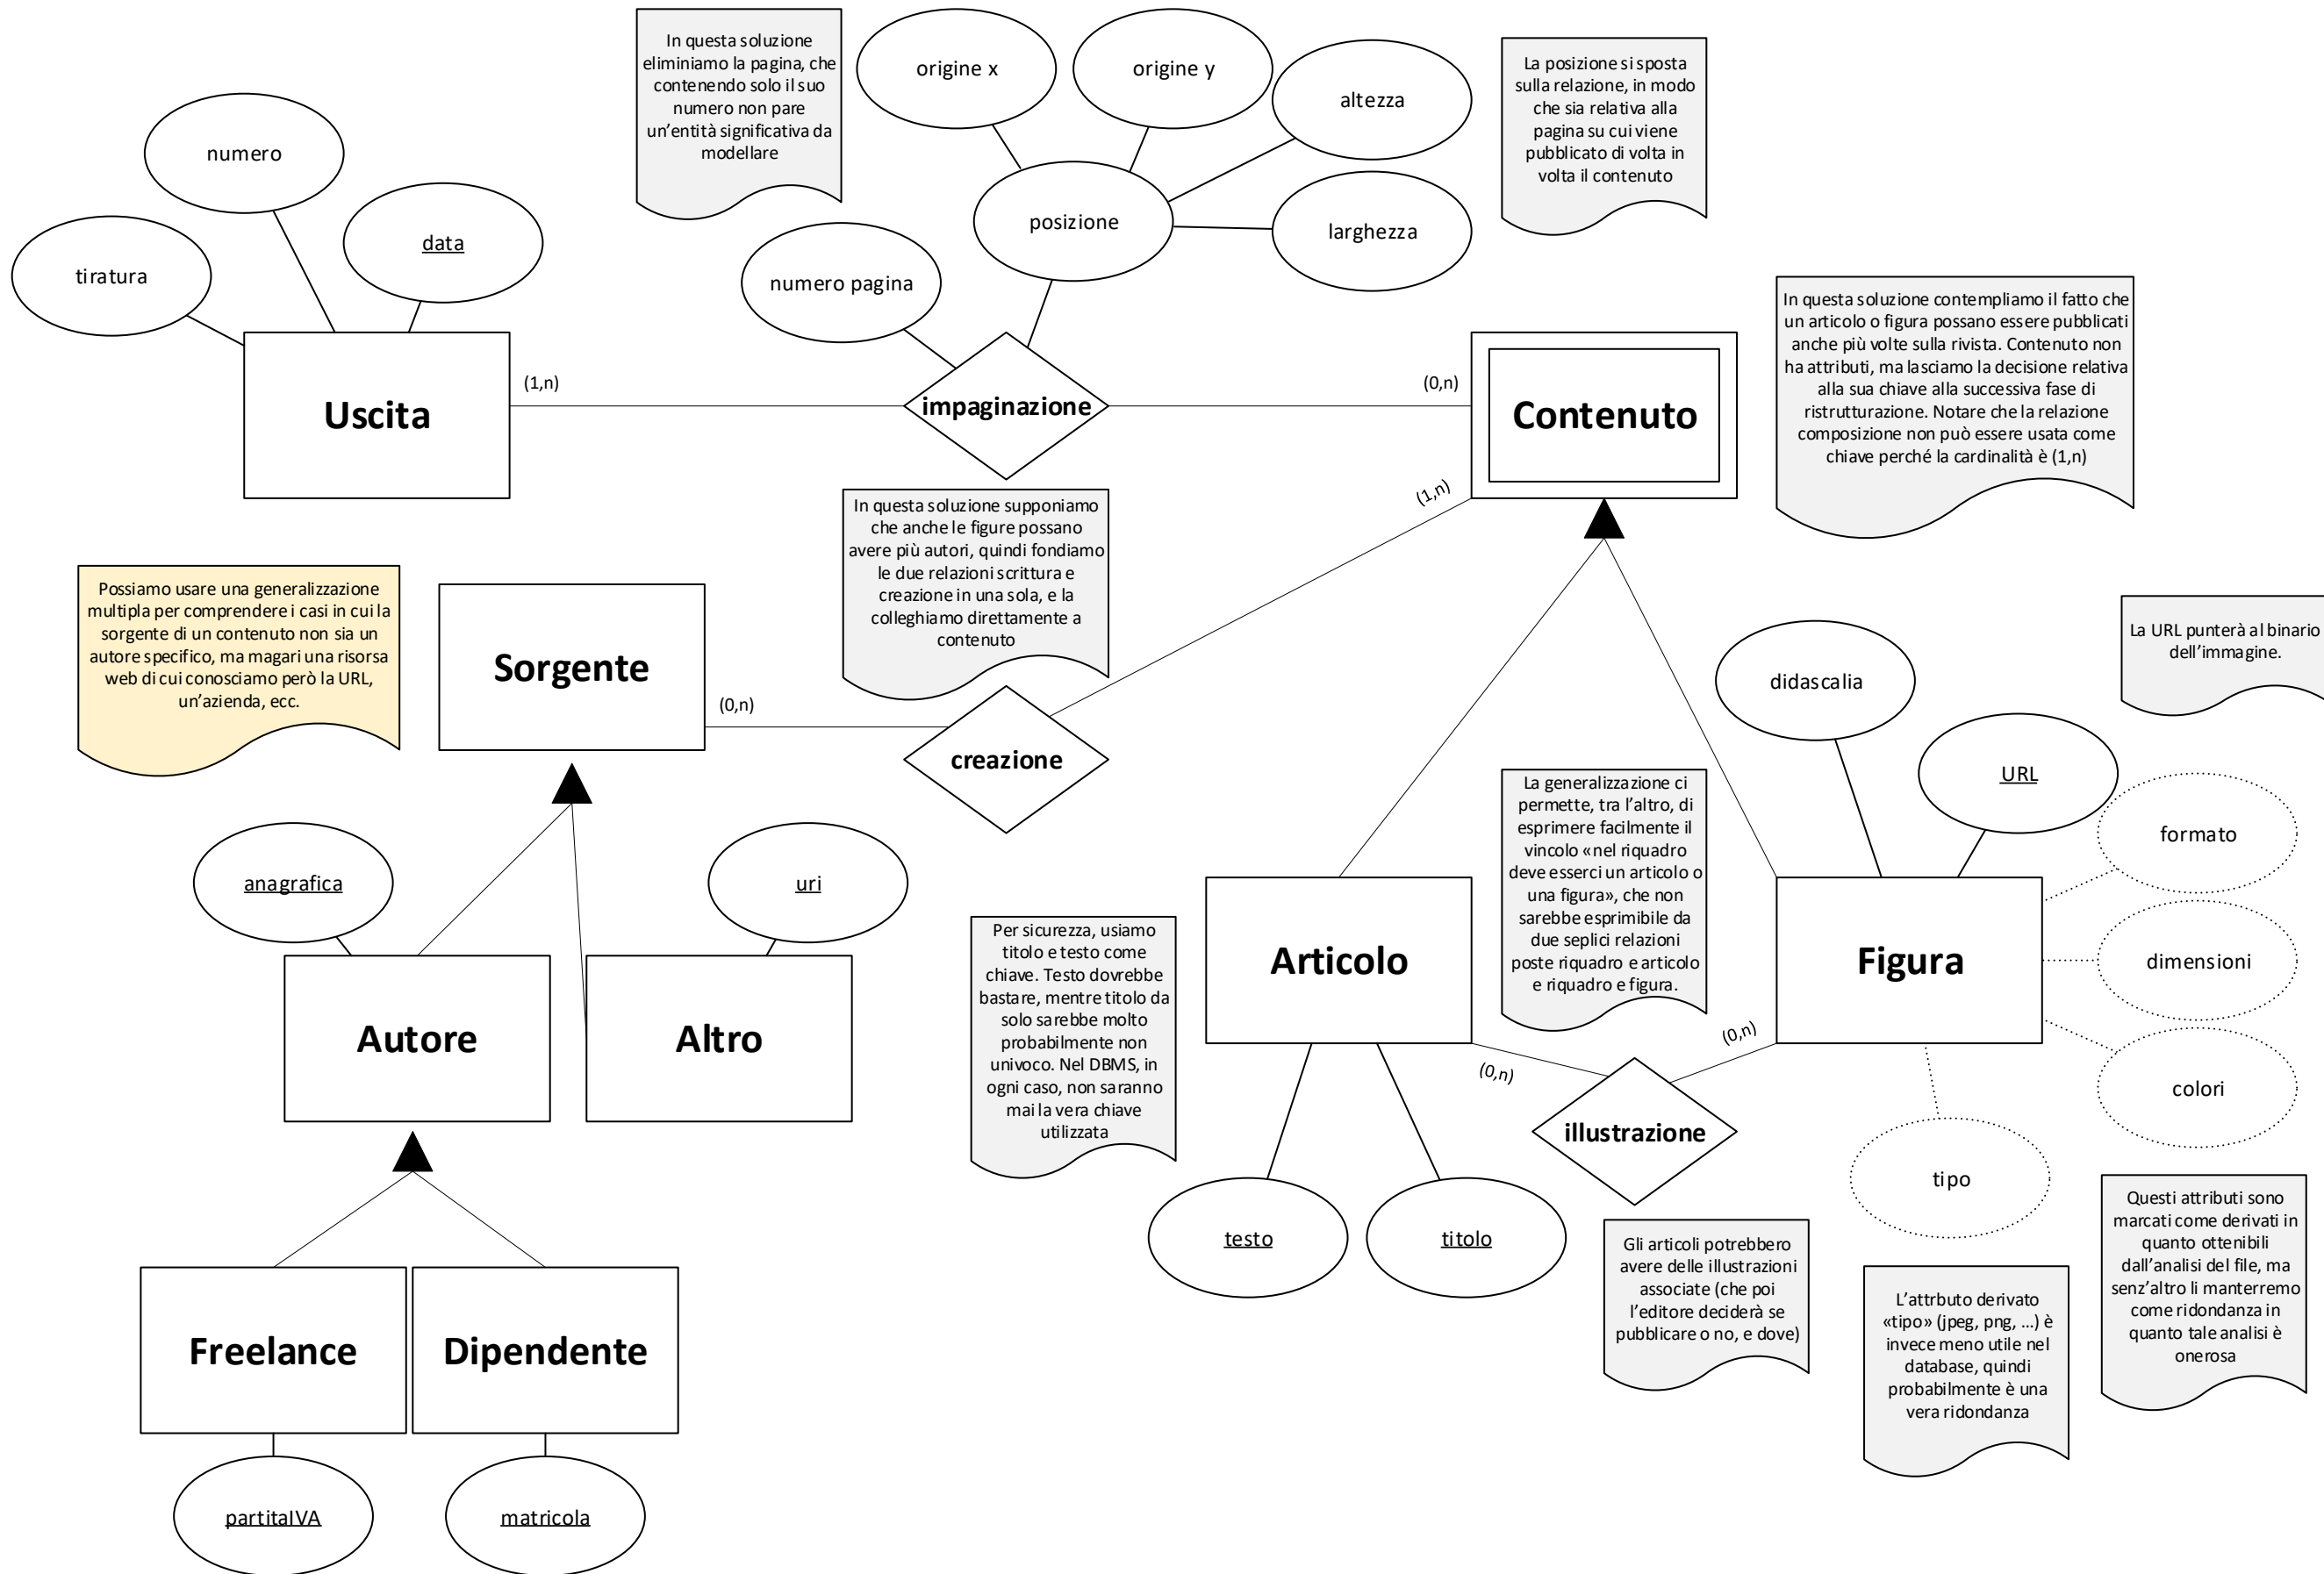 In questa soluzione
eliminiamo la pagina, che
contenendo solo il suo
numero non pare
un'entità significativa da
modellare
origine x
origine y
altezza
La posizione si sposta
sulla relazione, in modo
che sia relativa alla
pagina su cui viene
pubblicato di volta in
volta il contenuto
numero
data
tiratura
numero pagina
posizione
larghezza
In questa soluzione contempliamo il fatto che
un articolo o figura possano essere pubblicati
anche più volte sulla rivista. Contenuto non
ha attributi, ma lasciamo la decisione relativa
alla sua chiave alla successiva fase di
ristrutturazione. Notare che la relazione
composizione non può essere usata come
chiave perché la cardinalità è (1,n)
Uscita
(1,n)
impaginazione
(0,n)
Contenuto
(1,n)
In questa soluzione supponiamo
che anche le figure possano
avere più autori, quindi fondiamo
le due relazioni scrittura e
creazione in una sola, e la
colleghiamo direttamente a
contenuto
Possiamo usare una generalizzazione
multipla per comprendere i casi in cui la
sorgente di un contenuto non sia un
autore specifico, ma magari una risorsa
web di cui conosciamo però la URL,
un'azienda, ecc.
Sorgente
(0,n)
creazione
La URL punterà al binario
dell'immagine.
didascalia
URL
formato
dimensioni
colori
tipo
La generalizzazione ci
permette, tra l'altro, di
esprimere facilmente il
vincolo «nel riquadro
deve esserci un articolo o
una figura», che non
sarebbe esprimibile da
due seplici relazioni
poste riquadro e articolo
e riquadro e figura.
anagrafica
uri
Autore
Altro
Per sicurezza, usiamo
titolo e testo come
chiave. Testo dovrebbe
bastare, mentre titolo da
solo sarebbe molto
probabilmente non
univoco. Nel DBMS, in
ogni caso, non saranno
mai la vera chiave
utilizzata
Articolo
Figura
(0,n)
(0,n)
illustrazione
testo
titolo
Gli articoli potrebbero
avere delle illustrazioni
associate (che poi
l'editore deciderà se
pubblicare o no, e dove)
L'attrbuto derivato
«tipo» (jpeg, png, ...) è
invece meno utile nel
database, quindi
probabilmente è una
vera ridondanza
Questi attributi sono
marcati come derivati in
quanto ottenibili
dall'analisi del file, ma
senz'altro li manterremo
come ridondanza in
quanto tale analisi è
onerosa
Freelance
Dipendente
partitaIVA
matricola